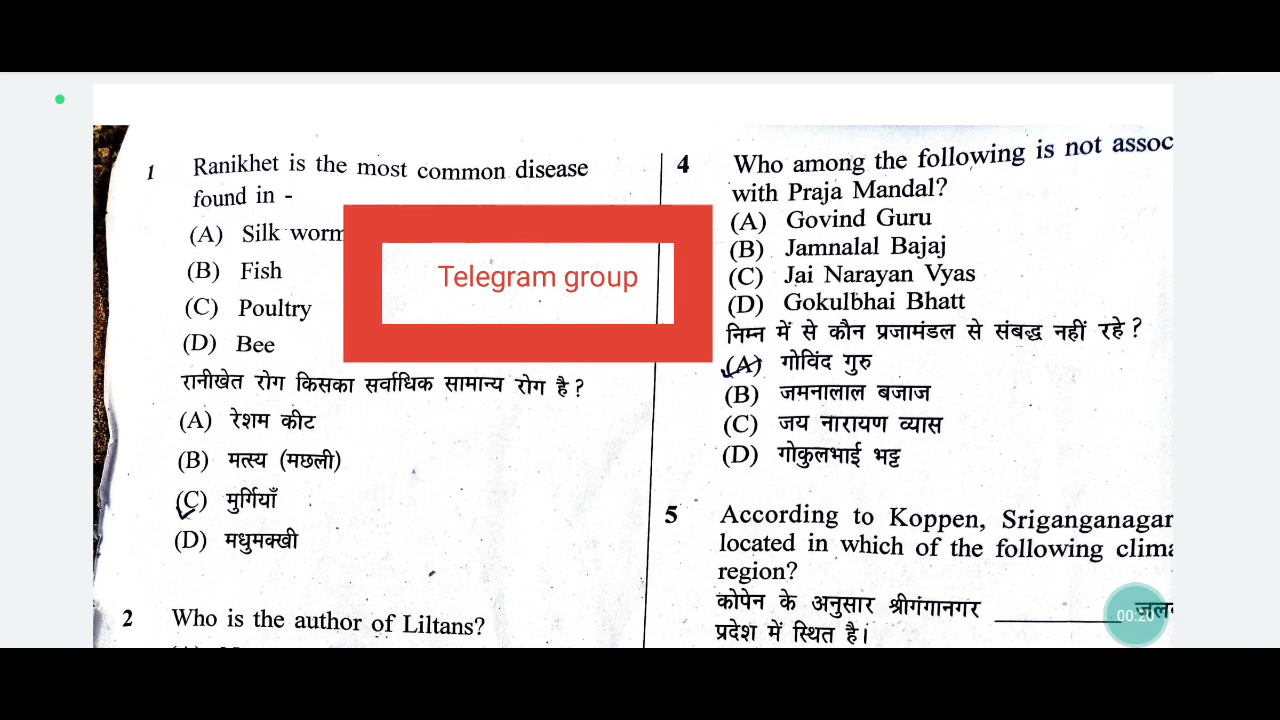 1 Ranikhet is the most common disease
found in -
(A) Silk worm
(B) Fish
(C) Poultry
(D) Bee
रानीखेत रोग किसका सर्वाधिक सामान्य रोग है ?
(A) रेशम कीट
(B) मत्स्य (मछली)
(C) मुर्गियाँ
(D) मधुमक्खी
2 Who is the author of Liltans?
Telegram group
4 Who among the following is not assoc
with Praja Mandal?
(A) Govind Guru
(B) Jamnalal Bajaj
(C) Jai Narayan Vyas
(D) Gokulbhai Bhatt
निम्न में से कौन प्रजामंडल से संबद्ध नहीं रहे ?
(A) गोविंद गुरु
(B) जमनालाल बजाज
(C) जय नारायण व्यास
(D) गोकुलभाई भट्ट
5 According to Koppen, Sriganganagar
located in which of the following clima
region?
कोपेन के अनुसार श्रीगंगानगर ________ जल
प्रदेश में स्थित है।
00:20